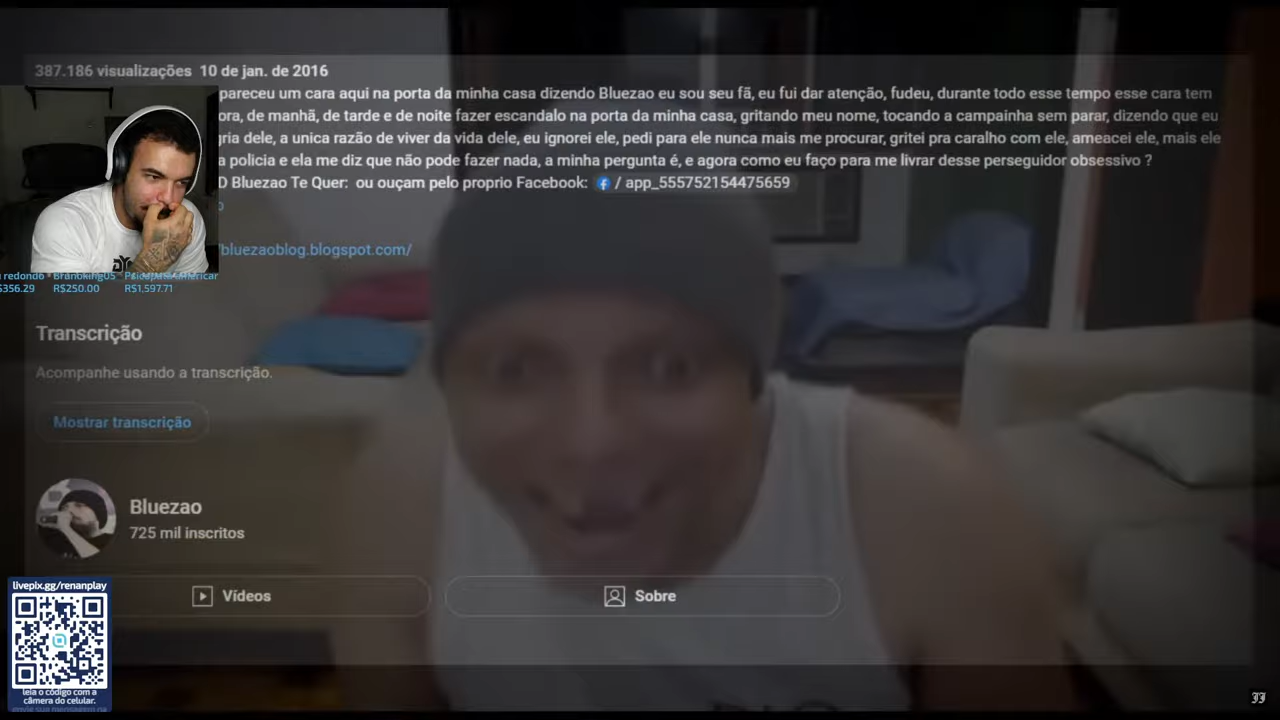 387.186 visualizações 10 de jan. de 2016
pareceu um cara aqui na porta da minha casa dizendo Bluezao eu sou seu fã, eu fui dar atenção, fudeu, durante todo esse tempo esse cara tem
ora, de manhã, de tarde e de noite fazer escandalo na porta da minha casa, gritando meu nome, tocando a campainha sem parar, dizendo que eu
ria dele, a unica razão de viver da vida dele, eu ignorei ele, pedi para ele nunca mais me procurar, gritei pra caralho com ele, ameacei ele, mais ele
a policia e ela me diz que não pode fazer nada, a minha pergunta é, e agora como eu faço para me livrar desse perseguidor obsessivo ?
O Bluezao Te Quer: ou ouçam pelo proprio Facebook: / app_555752154475659
o
/bluezaoblog.blogspot.com/
redondo * Brunoking05 * Psicopata americar
$356.29 R$250.00 R$1,597.71
Transcrição
Acompanhe usando a transcrição.
Mostrar transcrição
Bluezao
725 mil inscritos
Vídeos
Sobre
livepix.gg/renanplay
leia o código com a
câmera do celular.